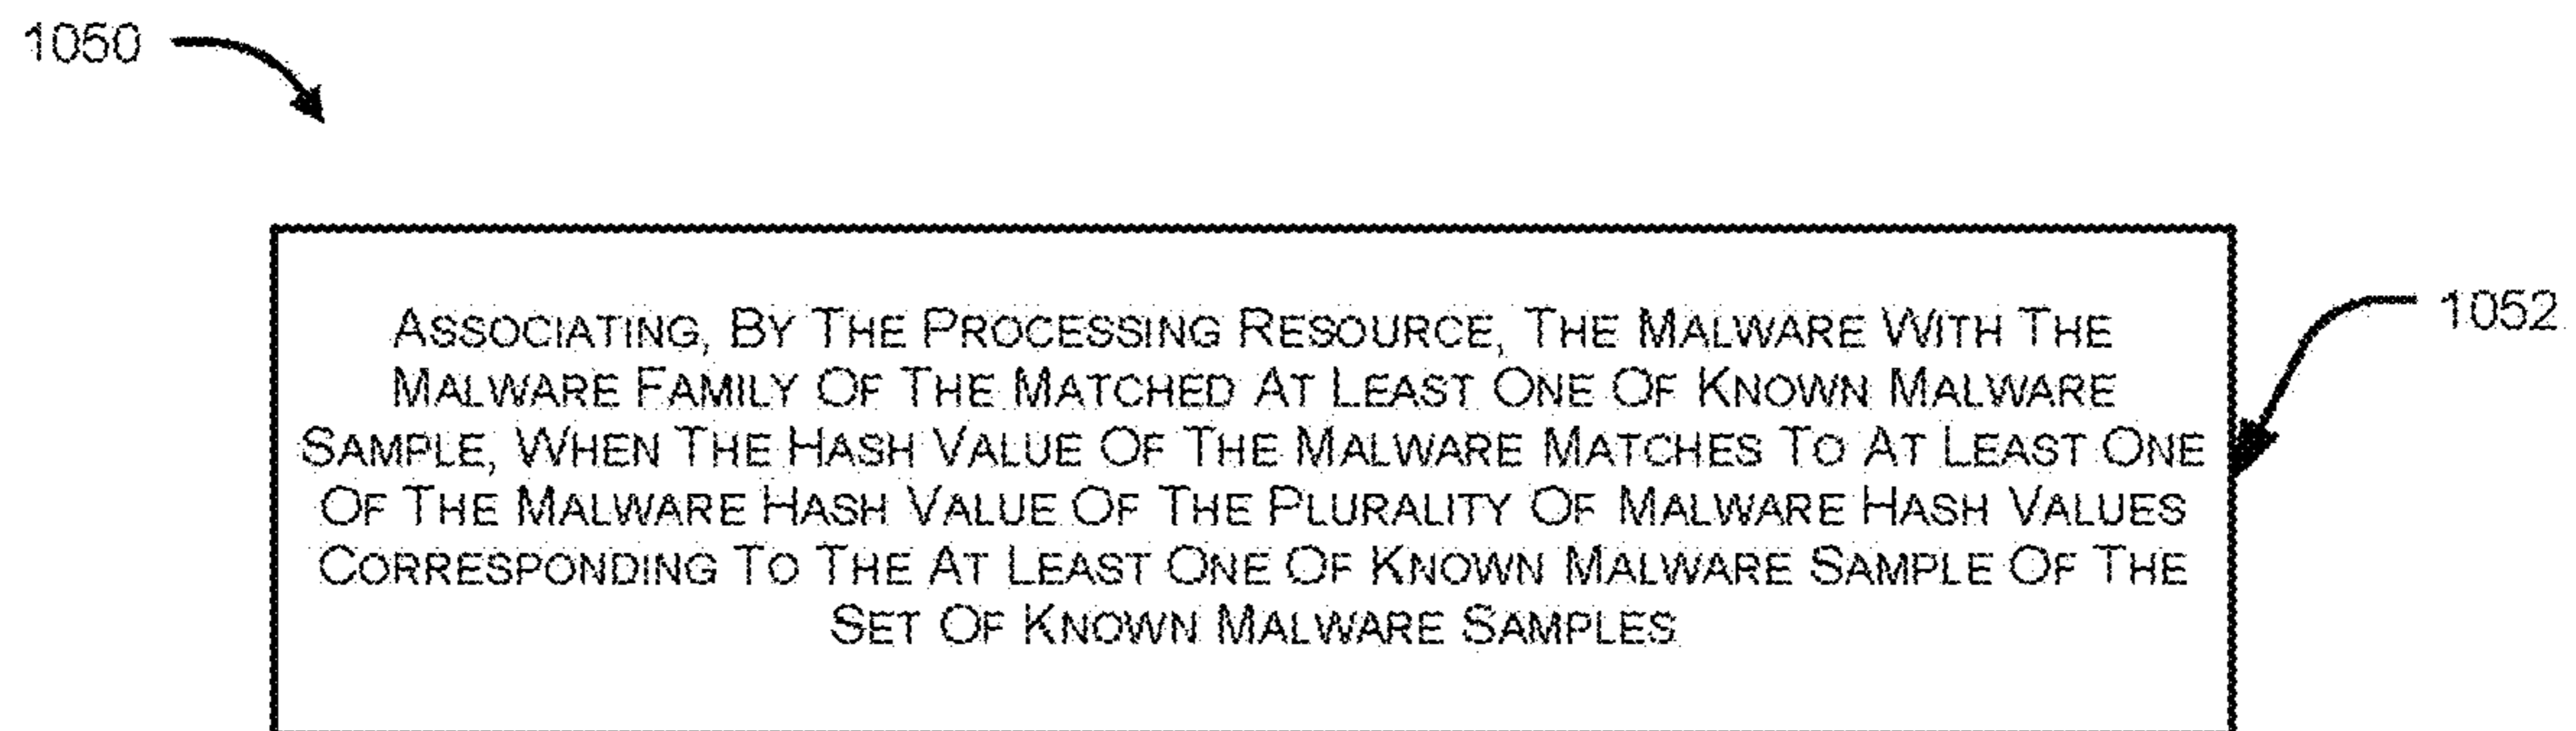 1050
ASSOCIATING, BY THE PROCESSING RESOURCE, THE MALWARE WITH THE
MALWARE FAMILY OF THE MATCHED AT LEAST ONE OF KNOWN MALWARE
SAMPLE, WHEN THE HASH VALUE OF THE MALWARE MATCHES TO AT LEAST ONE
OF THE MALWARE HASH VALUE OF THE PLURALITY OF MALWARE HASH VALUES
CORRESPONDING TO THE AT LEAST ONE OF KNOWN MALWARE SAMPLE OF THE
SET OF KNOWN MALWARE SAMPLES
1052